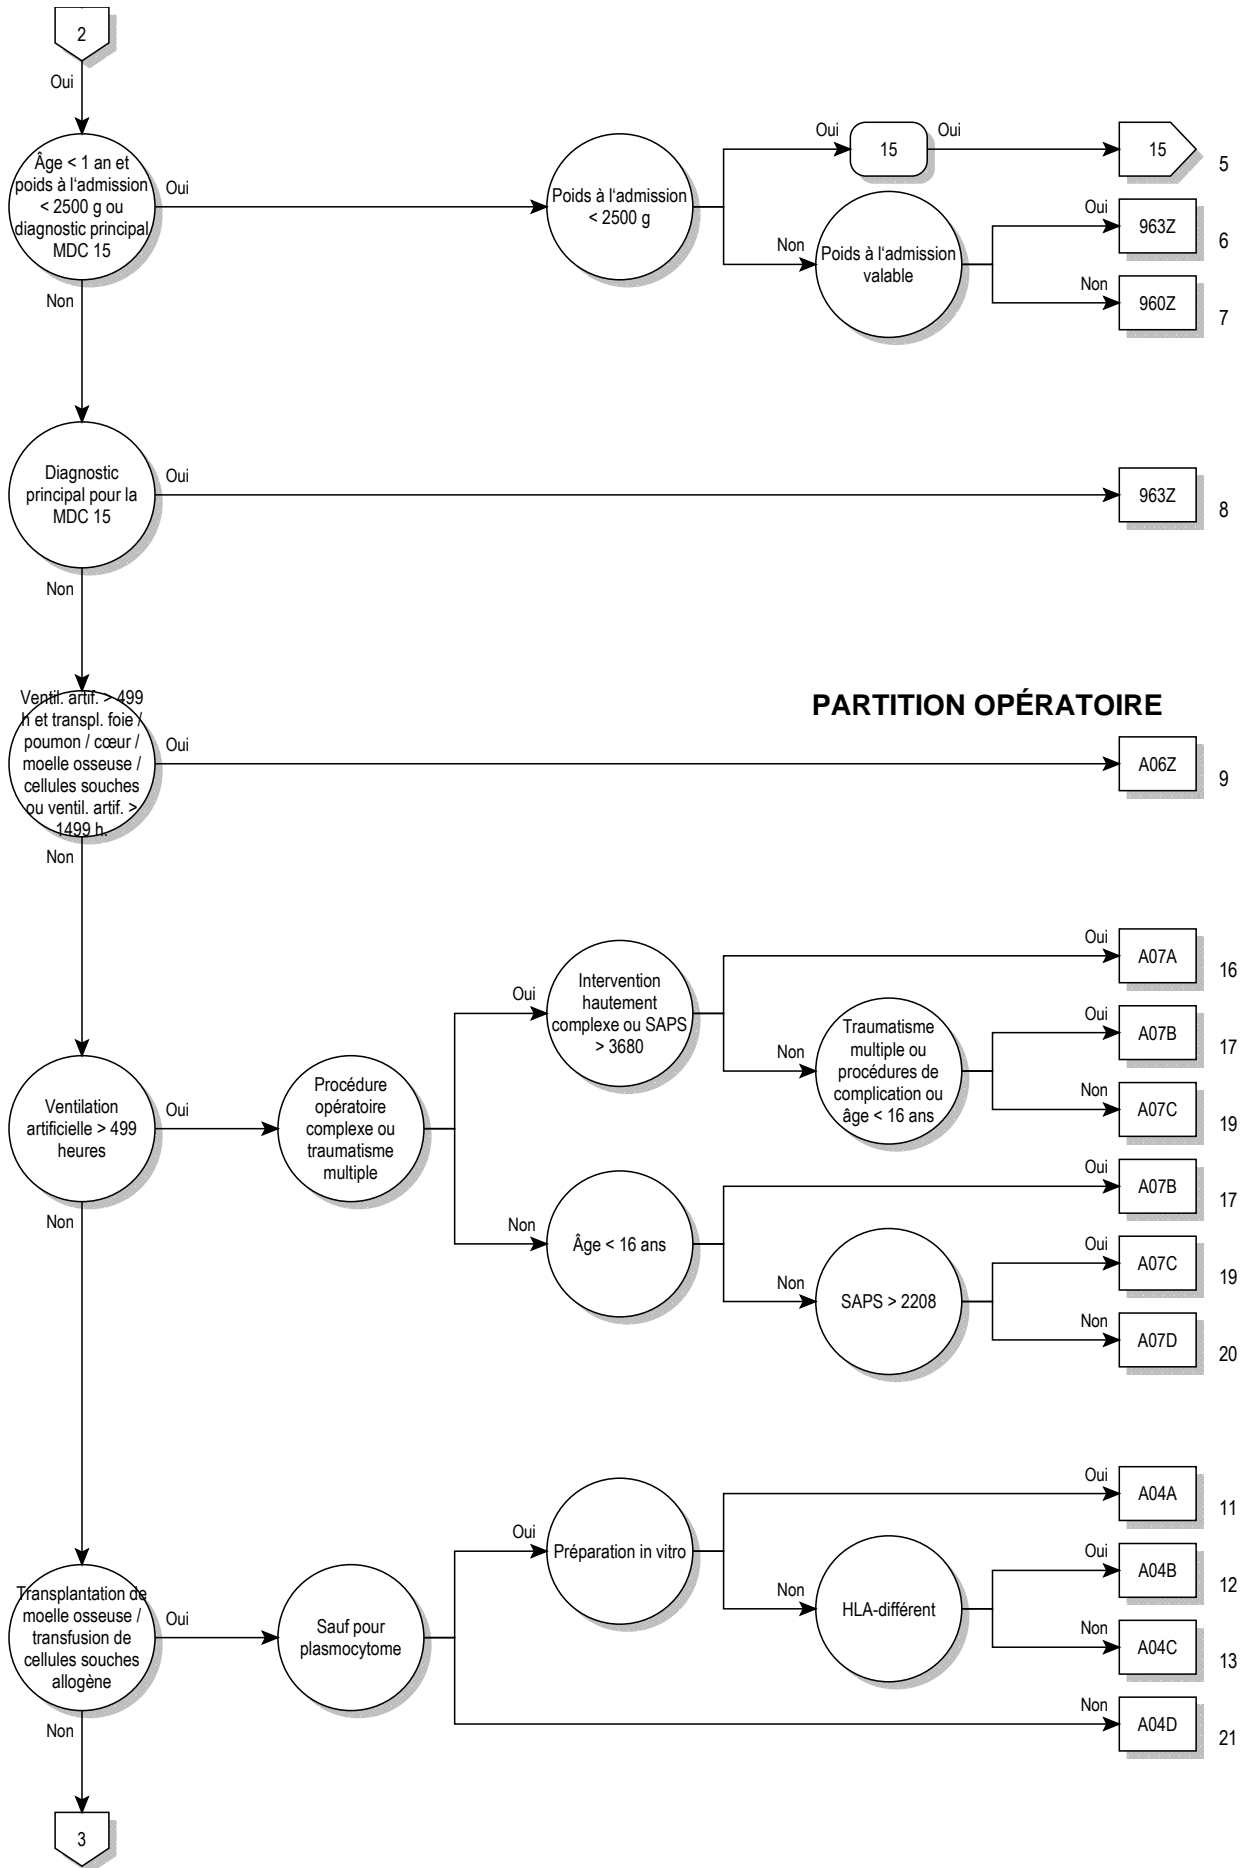 2
Oui
Âge < 1 an et
poids à l‘admission
< 2500 g ou
diagnostic principal
MDC 15
Oui
Non
Poids à l‘admission
< 2500 g
Oui
15
Oui
15
5
Non
Poids à l‘admission
valable
Oui
963Z
6
Non
960Z
7
Diagnostic
principal pour la
MDC 15
Oui
963Z
8
Non
PARTITION OPÉRATOIRE
Ventil. artif. > 499
h et transpl. foie /
poumon / cœur /
moelle osseuse /
cellules souches
ou ventil. artif. >
1499 h.
Oui
A06Z
9
Non
Ventilation
artificielle > 499
heures
Oui
Non
Procédure
opératoire
complexe ou
traumatisme
multiple
Oui
Intervention
hautement
complexe ou SAPS
> 3680
Oui
A07A
16
Non
Traumatisme
multiple ou
procédures de
complication ou
âge < 16 ans
Oui
A07B
17
Non
A07C
19
Non
Âge < 16 ans
Oui
A07B
17
Non
SAPS > 2208
Oui
A07C
19
Non
A07D
20
Transplantation de
moelle osseuse /
transfusion de
cellules souches
allogène
Oui
Non
Sauf pour
plasmocytome
Oui
Préparation in vitro
Oui
A04A
11
Non
HLA-différent
Oui
A04B
12
Non
A04C
13
Non
A04D
21
3